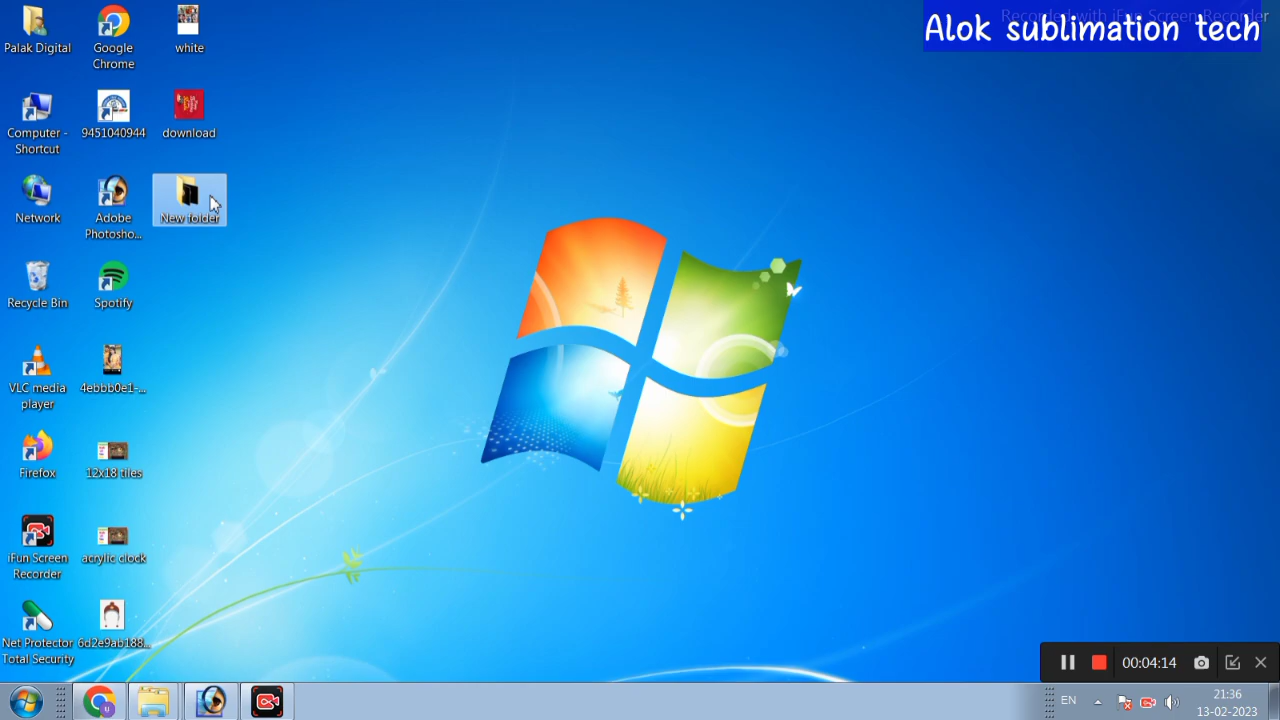 Recorded with iFun Screen Recorder
Alok sublimation tech
Palak Digital
Google
Chrome
white
Computer -
Shortcut
9451040944
download
Network
Adobe
Photosho...
New folder
Recycle Bin
Spotify
VLC media
player
4ebbb0e1-...
Firefox
12x18 tiles
iFun Screen
Recorder
acrylic clock
Net Protector
Total Security
6d2e9ab188...
00:04:14
EN
21:36
13-02-2023